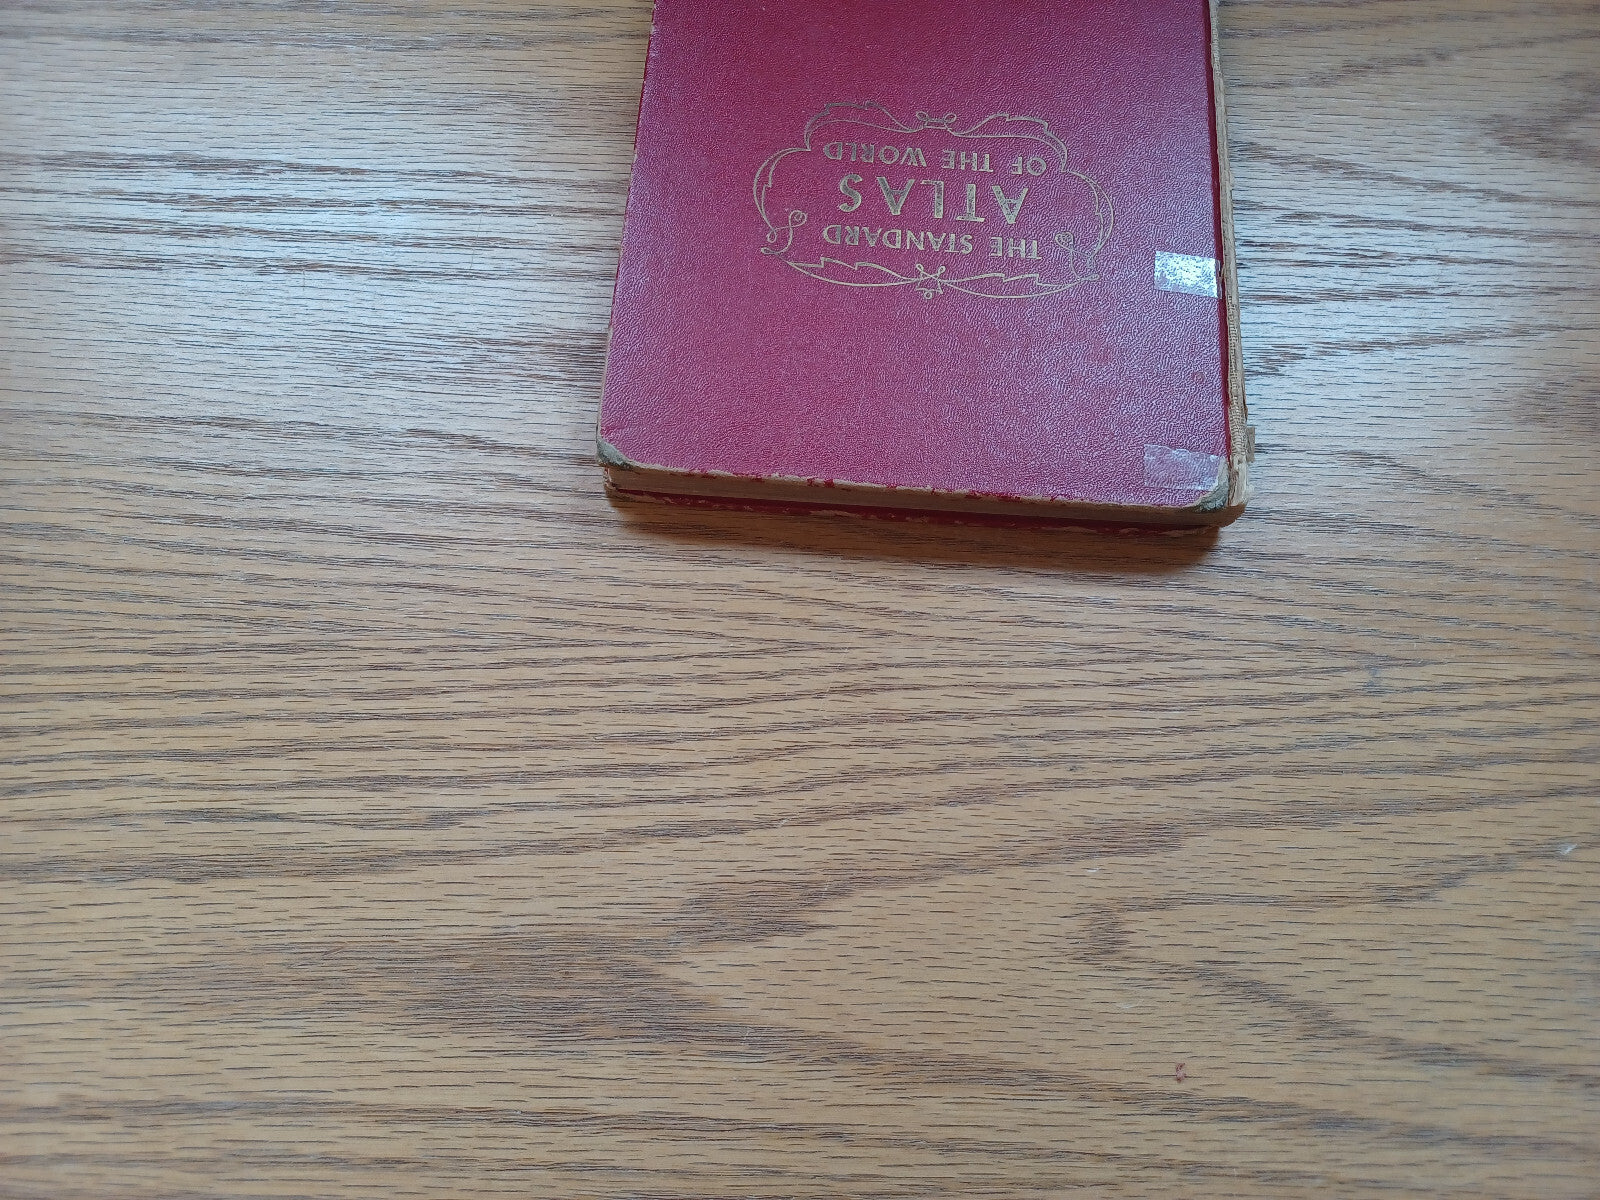 THE STANDARD
ATLAS
OF THE WORLD